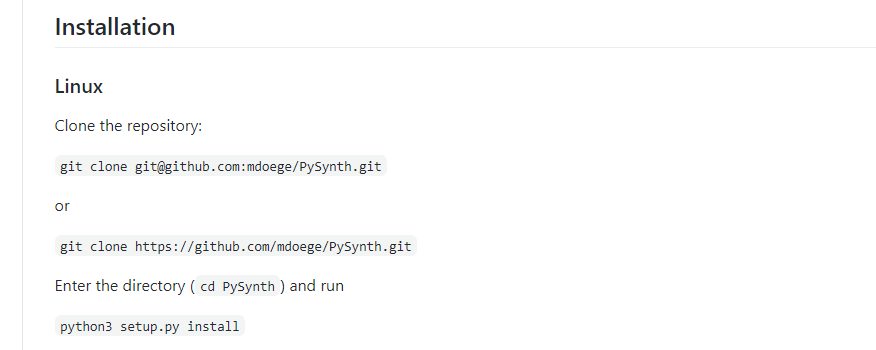 Installation
Linux
Clone the repository:
git clone git@github.com:mdoege/PySynth.git
or
git clone https://github.com/mdoege/PySynth.git
Enter the directory ( cd PySynth ) and run
python3 setup.py install